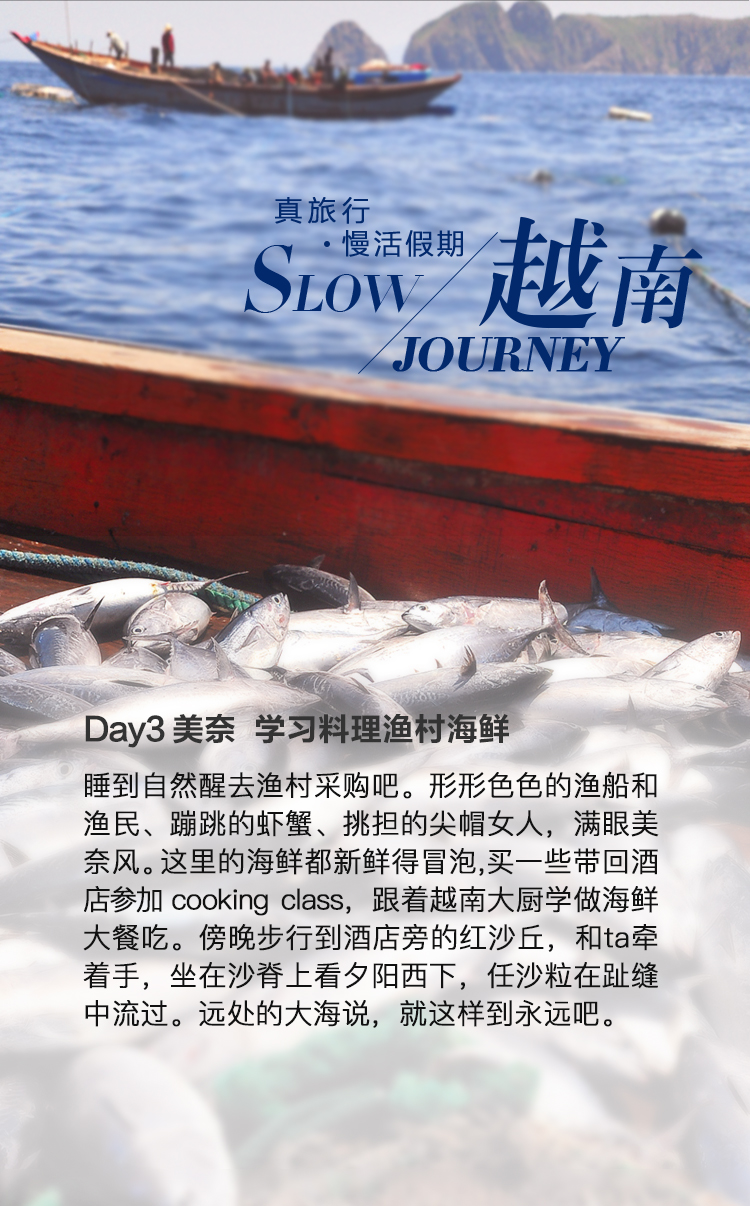 真旅行
·慢活假期
SLOW
越南
JOURNEY
Day3 美奈 学习料理渔村海鲜
睡到自然醒去渔村采购吧。形形色色的渔船和
渔民、蹦跳的虾蟹、挑担的尖帽女人，满眼美
奈风。这里的海鲜都新鲜得冒泡,买一些带回酒
店参加 cooking class，跟着越南大厨学做海鲜
大餐吃。傍晚步行到酒店旁的红沙丘，和ta牵
着手，坐在沙脊上看夕阳西下，任沙粒在趾缝
中流过。远处的大海说，就这样到永远吧。